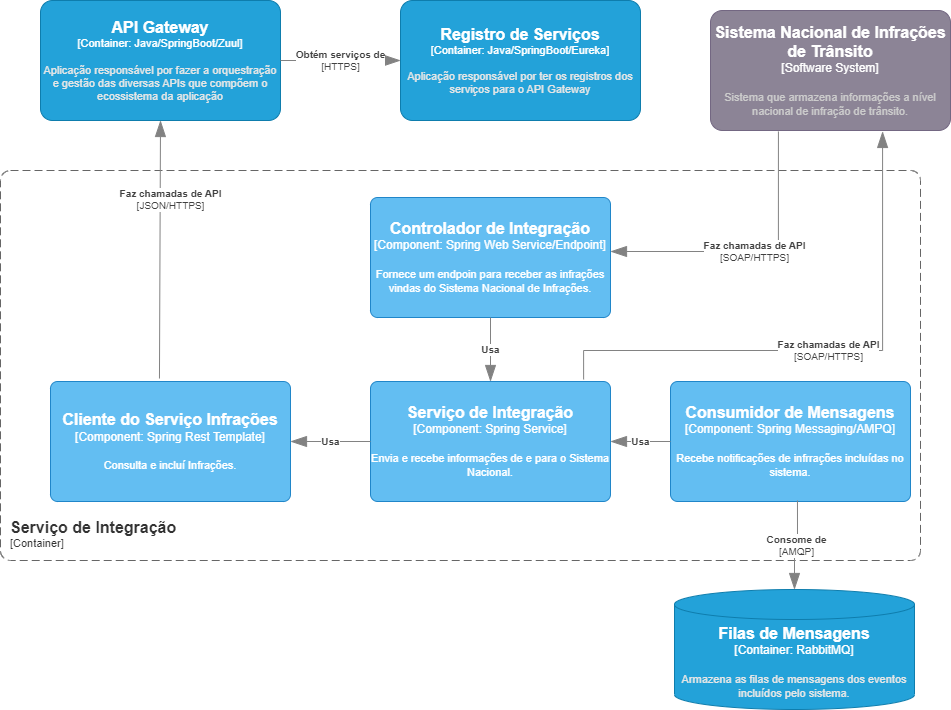 API Gateway
[Container: Java/SpringBoot/Zuul]
Aplicação responsável por fazer a orquestração
e gestão das diversas APIs que compõem o
ecossistema da aplicação
Obtém serviços de
[HTTPS]
Registro de Serviços
[Container: Java/SpringBoot/Eureka]
Aplicação responsável por ter os registros dos
serviços para o API Gateway
Sistema Nacional de Infrações
de Trânsito
[Software System]
Sistema que armazena informações a nível
nacional de infração de trânsito.
Faz chamadas de API
[JSON/HTTPS]
Controlador de Integração
[Component: Spring Web Service/Endpoint]
Fornece um endpoin para receber as infrações
vindas do Sistema Nacional de Infrações.
Faz chamadas de API
[SOAP/HTTPS]
Usa
Faz chamadas de API
[SOAP/HTTPS]
Cliente do Serviço Infrações
[Component: Spring Rest Template]
Consulta e incluí Infrações.
Usa
Serviço de Integração
[Component: Spring Service]
Envia e recebe informações de e para o Sistema
Nacional.
Usa
Consumidor de Mensagens
[Component: Spring Messaging/AMPQ]
Recebe notificações de infrrações incluídas no
sistema.
Serviço de Integração
[Container]
Consome de
[AMQP]
Filas de Mensagens
[Container: RabbitMQ]
Armazena as filas de mensagens dos eventos
incluídos pelo sistema.